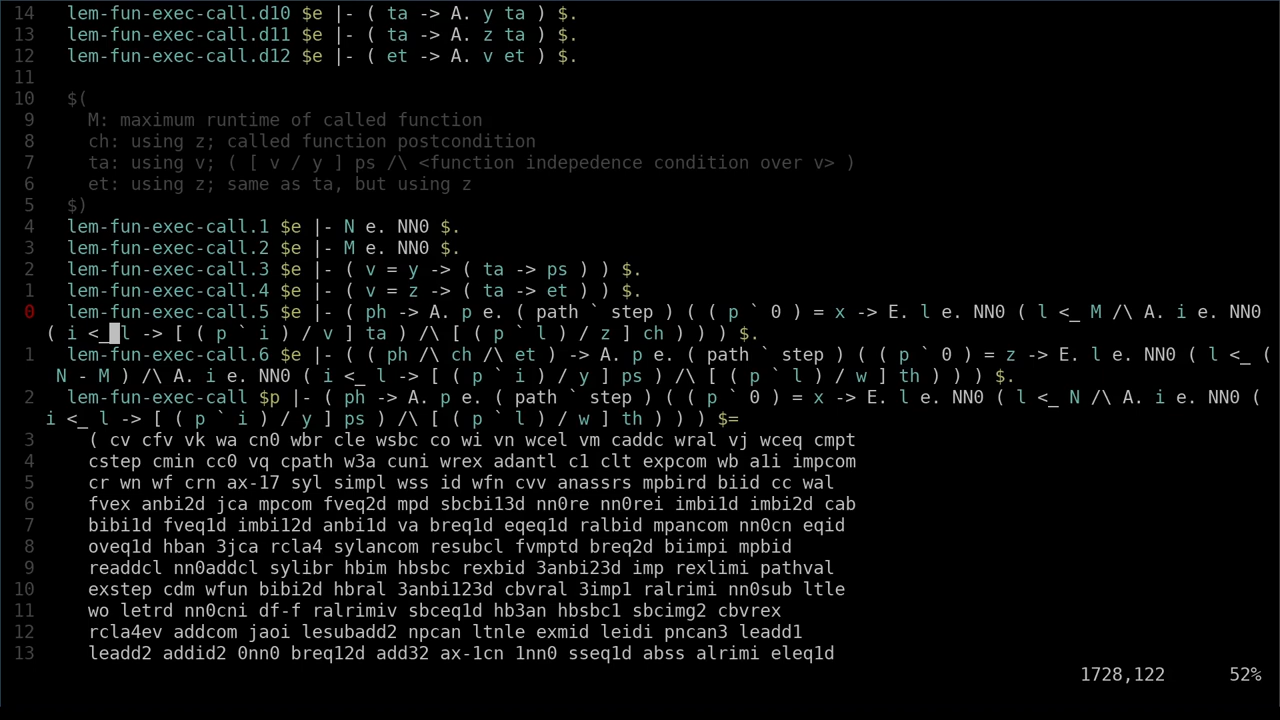 14   lem-fun-exec-call.d10 $e |- ( ta -> A. y ta ) $.
13   lem-fun-exec-call.d11 $e |- ( ta -> A. z ta ) $.
12   lem-fun-exec-call.d12 $e |- ( et -> A. v et ) $.
11
10   $(
9     M: maximum runtime of called function
8     ch: using z; called function postcondition
7     ta: using v; ( [ v / y ] ps /\ <function indepedence condition over v> )
6     et: using z; same as ta, but using z
5   $)
4   lem-fun-exec-call.1 $e |- N e. NN0 $.
3   lem-fun-exec-call.2 $e |- M e. NN0 $.
2   lem-fun-exec-call.3 $e |- ( v = y -> ( ta -> ps ) ) $.
1   lem-fun-exec-call.4 $e |- ( v = z -> ( ta -> et ) ) $.
0   lem-fun-exec-call.5 $e |- ( ph -> A. p e. ( path ` step ) ( ( p ` 0 ) = x -> E. l e. NN0 ( l <_ M /\ A. i e. NN0
( i <_ l -> [ ( p ` i ) / v ] ta ) /\ [ ( p ` l ) / z ] ch ) ) ) $.
1   lem-fun-exec-call.6 $e |- ( ( ph /\ ch /\ et ) -> A. p e. ( path ` step ) ( ( p ` 0 ) = z -> E. l e. NN0 ( l <_ (
N - M ) /\ A. i e. NN0 ( i <_ l -> [ ( p ` i ) / y ] ps ) /\ [ ( p ` l ) / w ] th ) ) ) $.
2   lem-fun-exec-call $p |- ( ph -> A. p e. ( path ` step ) ( ( p ` 0 ) = x -> E. l e. NN0 ( l <_ N /\ A. i e. NN0 (
i <_ l -> [ ( p ` i ) / y ] ps ) /\ [ ( p ` l ) / w ] th ) ) ) $=
3     ( cv cfv vk wa cn0 wbr cle wsbc co wi vn wcel vm caddc wral vj wceq cmpt
4     cstep cmin cc0 vq cpath w3a cuni wrex adantl c1 clt expcom wb a1i impcom
5     cr wn wf crn ax-17 syl simpl wss id wfn cvv anassrs mpbird biid cc wal
6     fvex anbi2d jca mpcom fveq2d mpd sbcbi13d nn0re nn0rei imbi1d imbi2d cab
7     bibi1d fveq1d imbi12d anbi1d va breq1d eqeq1d ralbid mpancom nn0cn eqid
8     oveq1d hban 3jca rcla4 sylancom resubcl fvmptd breq2d biimpi mpbid
9     readdcl nn0addcl sylibr hbim hbsbc rexbid 3anbi23d imp rexlimi pathval
10    exstep cdm wfun bibi2d hbral 3anbi123d cbvral 3imp1 ralrimi nn0sub ltle
11    wo letrd nn0cni df-f ralrimiv sbceq1d hb3an hbsbc1 sbcimg2 cbvrex
12    rcla4ev addcom jaoi lesubadd2 npcan ltnle exmid leidi pncan3 leadd1
13    leadd2 addid2 0nn0 breq12d add32 ax-1cn 1nn0 sseq1d abss alrimi eleq1d
1728,122      52%